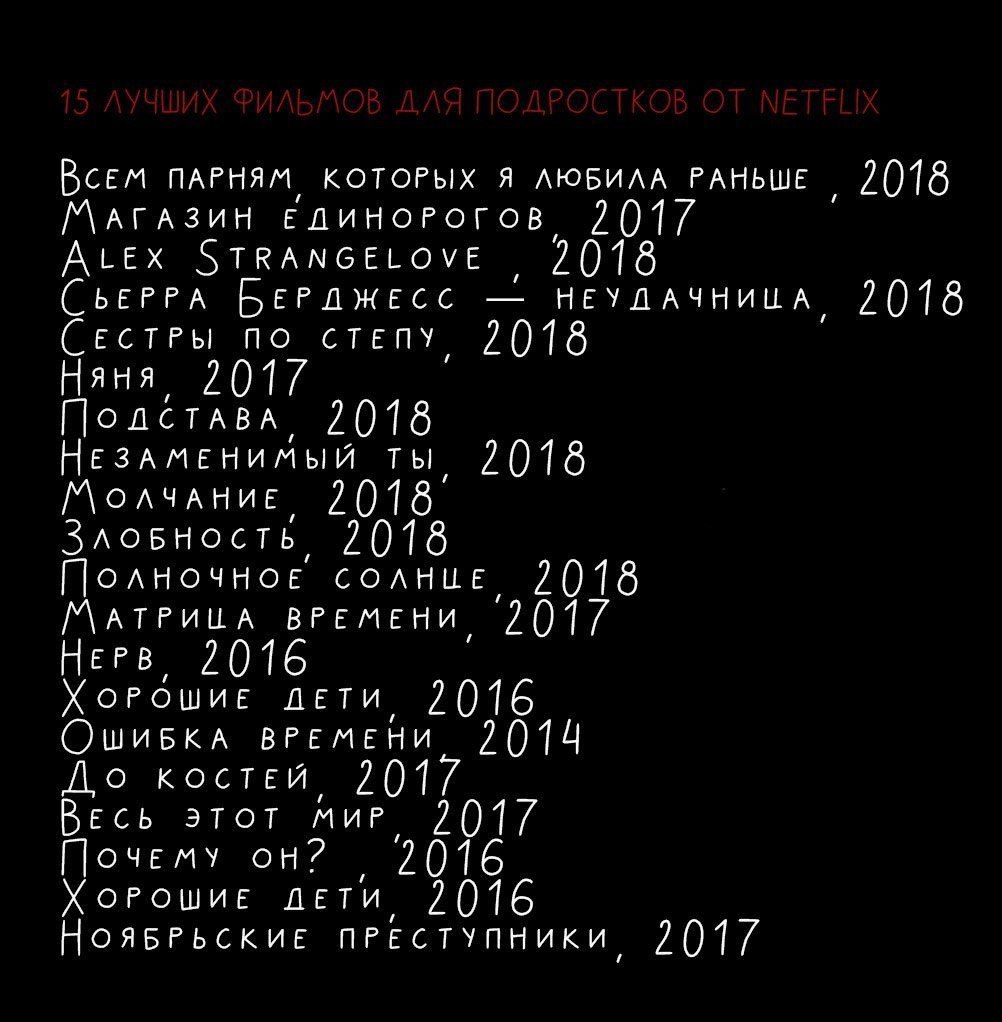 15 ЛУЧШИХ ФИЛЬМОВ ДЛЯ ПОДРОСТКОВ ОТ NETFLIX
Всем парням, которых я любила раньше , 2018
Магазин единорогов, 2017
Alex Strangelove , 2018
Сьерра Берджесс — неудачница, 2018
Сестры по степу, 2018
Няня, 2017
Подстава, 2018
Незаменимый ты, 2018
Молчание, 2018
Злобность, 2018
Полночное солнце, 2018
Матрица времени, 2017
Нерв, 2016
Хорошие дети, 2016
Ошибка времени, 2014
До костей, 2017
Весь этот мир, 2017
Почему он? , 2016
Хорошие дети, 2016
Ноябрьские преступники, 2017